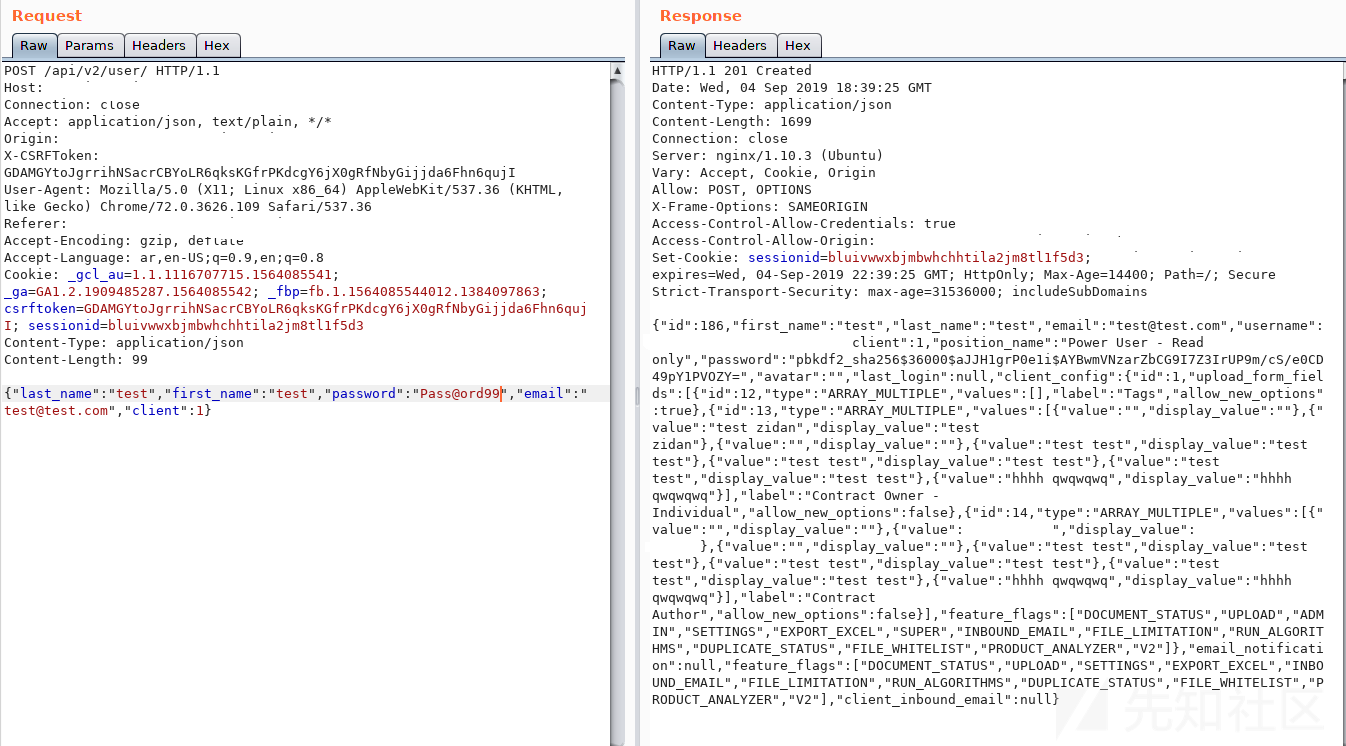 Request
Raw Params Headers Hex
POST /api/v2/user/ HTTP/1.1
Host:
Connection: close
Accept: application/json, text/plain, */*
Origin:
X-CSRFToken:
GDAMGYtoJgrrihNSacrCBYoLR6qksKGfrPKdcgY6jX0gRfNbyGijjda6Fhn6qujI
User-Agent: Mozilla/5.0 (X11; Linux x86_64) AppleWebKit/537.36 (KHTML,
like Gecko) Chrome/72.0.3626.109 Safari/537.36
Referer:
Accept-Encoding: gzip, deflate
Accept-Language: ar,en-US;q=0.9,en;q=0.8
Cookie: _gcl_au=1.1.1116707715.1564085541;
_ga=GA1.2.1909485287.1564085542; _fbp=fb.1.1564085544012.1384097863;
csrftoken=GDAMGYtoJgrrihNSacrCBYoLR6qksKGfrPKdcgY6jX0gRfNbyGijjda6Fhn6quj
I; sessionid=bluivwwxbjmbwhchhtila2jm8tl1f5d3
Content-Type: application/json
Content-Length: 99
{"last_name":"test","first_name":"test","password":"Pass@ord99","email":"
test@test.com","client":1}
Response
Raw Headers Hex
HTTP/1.1 201 Created
Date: Wed, 04 Sep 2019 18:39:25 GMT
Content-Type: application/json
Content-Length: 1699
Connection: close
Server: nginx/1.10.3 (Ubuntu)
Vary: Accept, Cookie, Origin
Allow: POST, OPTIONS
X-Frame-Options: SAMEORIGIN
Access-Control-Allow-Credentials: true
Access-Control-Allow-Origin:
Set-Cookie: sessionid=bluivwwxbjmbwhchhtila2jm8tl1f5d3;
expires=Wed, 04-Sep-2019 22:39:25 GMT; HttpOnly; Max-Age=14400; Path=/; Secure
Strict-Transport-Security: max-age=31536000; includeSubDomains
{"id":186,"first_name":"test","last_name":"test","email":"test@test.com","username":
client":1,"position_name":"Power User - Read
only","password":"pbkdf2_sha256$36000$aJJH1grP0e1i$AYBwmVNzarZbCG9I7Z3IrUP9m/cS/e0CD
49pY1PVOZY=","avatar":"","last_login":null,"client_config":{"id":1,"upload_form_fiel
ds":[{"id":12,"type":"ARRAY_MULTIPLE","values":[],"label":"Tags","allow_new_options"
:true},{"id":13,"type":"ARRAY_MULTIPLE","values":[{"value":"","display_value":""},{"
value":"test zidan","display_value":"test
zidan"},{"value":"","display_value":""},{"value":"test test","display_value":"test
test"},{"value":"test test","display_value":"test test"},{"value":"test
test","display_value":"test test"},{"value":"hhhh qwqwqwq","display_value":"hhhh
qwqwqwq"}],"label":"Contract Owner -
Individual","allow_new_options":false},{"id":14,"type":"ARRAY_MULTIPLE","values":[{"
value":"","display_value":""},{"value": ","display_value":
},{"value":"","display_value":""},{"value":"test test","display_value":"test
test"},{"value":"test test","display_value":"test test"},{"value":"test
test","display_value":"test test"},{"value":"hhhh qwqwqwq","display_value":"hhhh
qwqwqwq"}],"label":"Contract
Author","allow_new_options":false}],"feature_flags":["DOCUMENT_STATUS","UPLOAD","ADM
IN","SETTINGS","EXPORT_EXCEL","SUPER","INBOUND_EMAIL","FILE_LIMITATION","RUN_ALGORIT
HMS","DUPLICATE_STATUS","FILE_WHITELIST","PRODUCT_ANALYZER","V2"]},"email_notificati
on":null,"feature_flags":["DOCUMENT_STATUS","UPLOAD","SETTINGS","EXPORT_EXCEL","INBO
UND_EMAIL","FILE_LIMITATION","RUN_ALGORITHMS","DUPLICATE_STATUS","FILE_WHITELIST","P
RODUCT_ANALYZER","V2"],"client_inbound_email":null}
先知社区